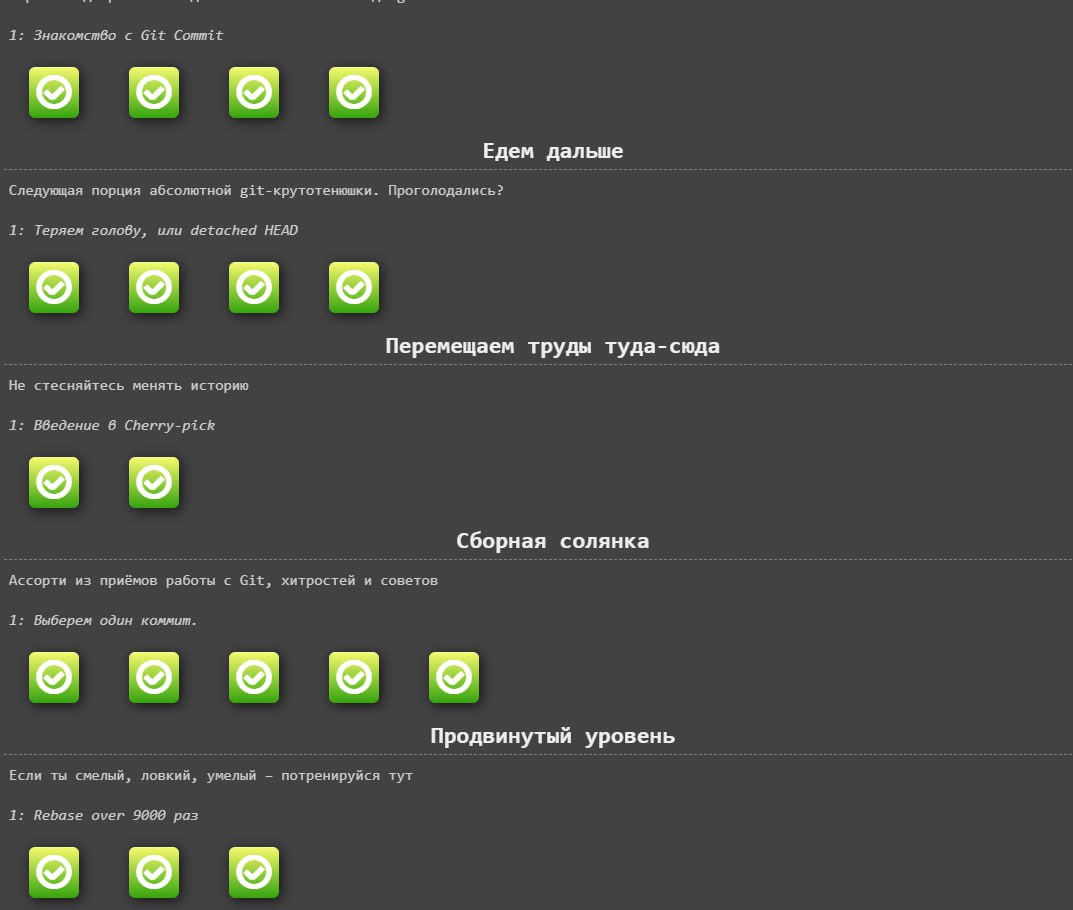 1: Знакомство с Git Commit
Едем дальше
Следующая порция абсолютной git-крутотенюшки. Проголодались?
1: Теряем голову, или detached HEAD
Перемещаем труды туда-сюда
Не стесняйтесь менять историю
1: Введение в Cherry-pick
Сборная солянка
Ассорти из приёмов работы с Git, хитростей и советов
1: Выберем один коммит.
Продвинутый уровень
Если ты смелый, ловкий, умелый – потренируйся тут
1: Rebase over 9000 раз